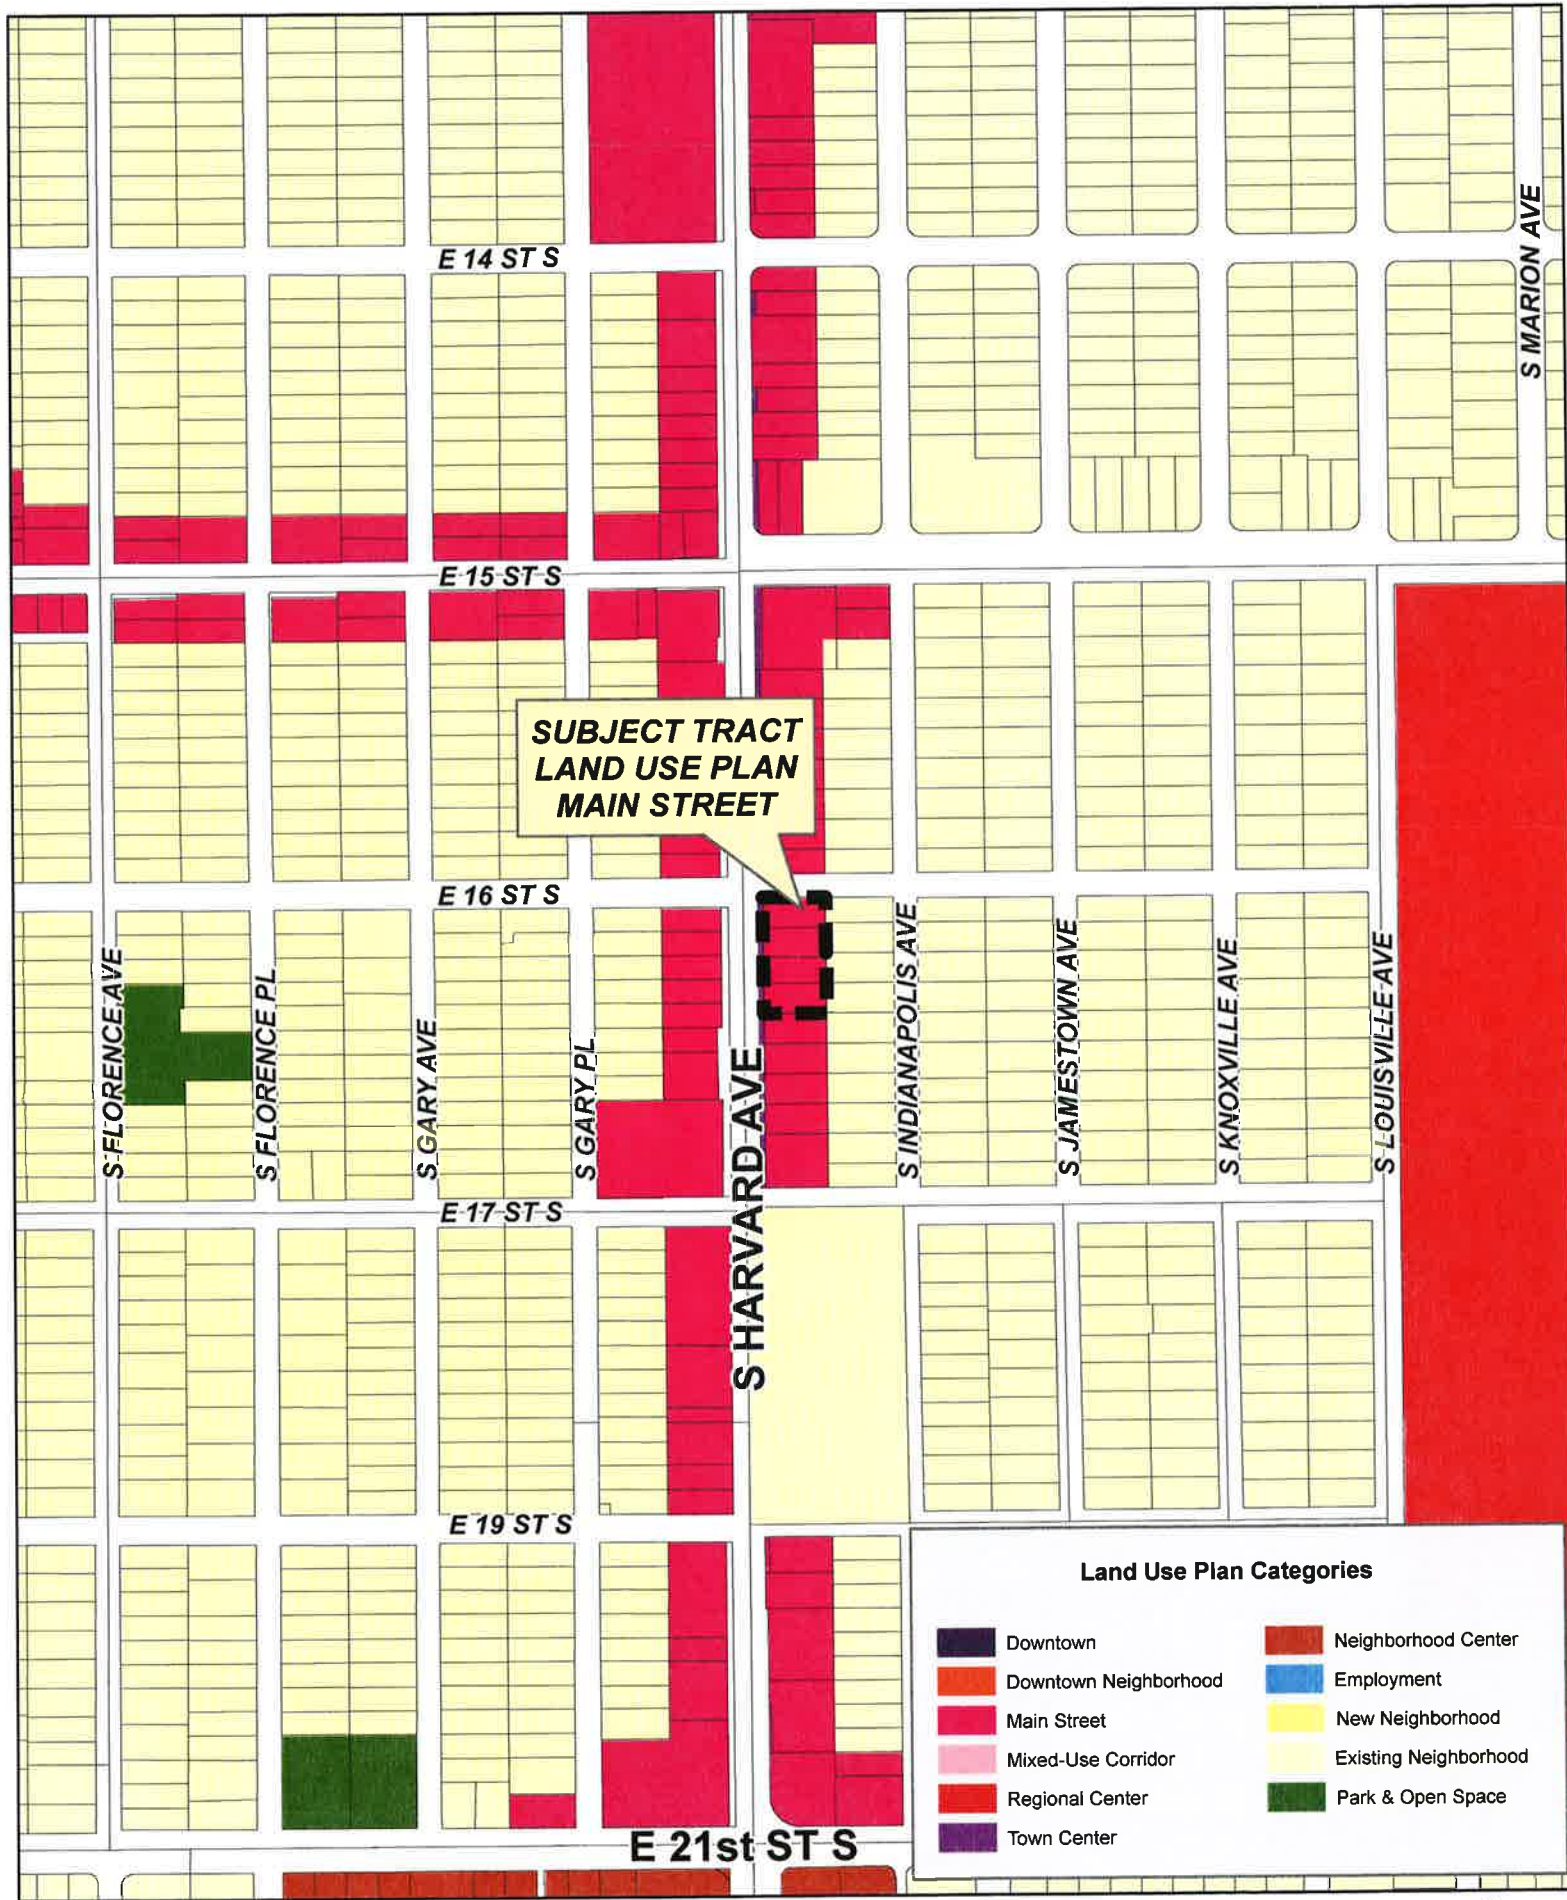 E 14 ST S
S MARION AVE
E 15 ST S
SUBJECT TRACT
LAND USE PLAN
MAIN STREET
E 16 ST S
S FLORENCE AVE
S FLORENCE PL
S GARY AVE
S GARY PL
S HARVARD AVE
S INDIANAPOLIS AVE
S JAMESTOWN AVE
S KNOXVILLE AVE
S LOUISVILLE AVE
E 17 ST S
E 19 ST S
E 21st ST S
Land Use Plan Categories
Downtown
Downtown Neighborhood
Main Street
Mixed-Use Corridor
Regional Center
Town Center
Neighborhood Center
Employment
New Neighborhood
Existing Neighborhood
Park & Open Space